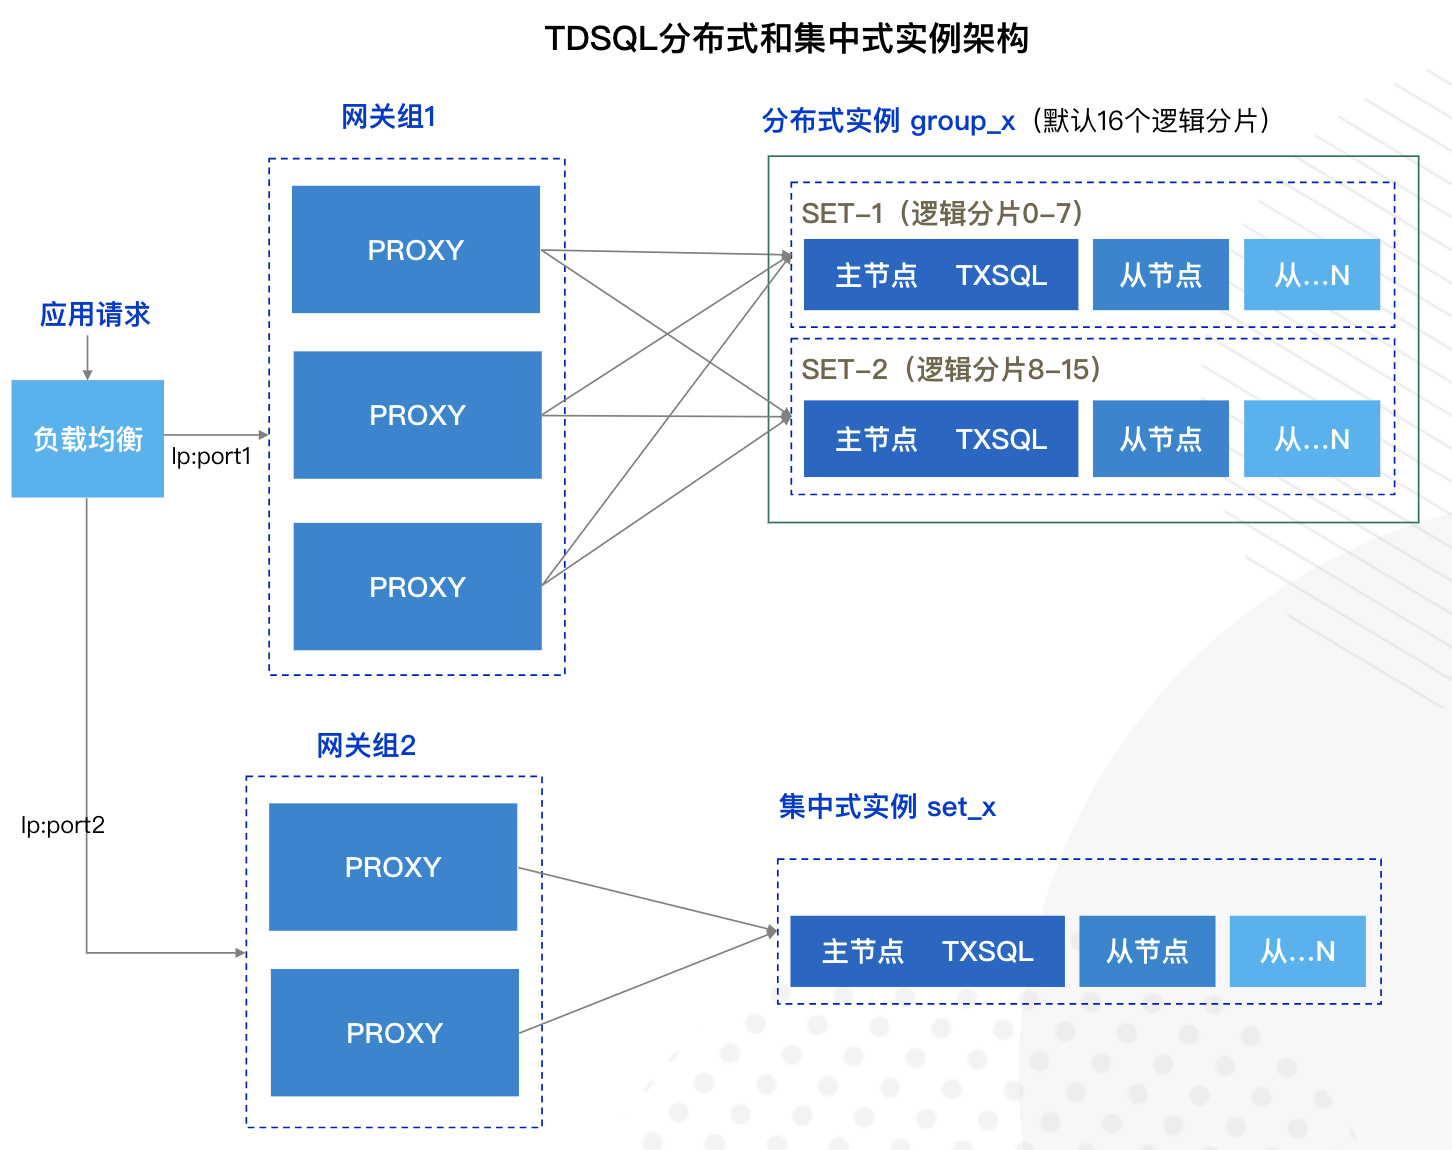 TDSQL分布式和集中式实例架构
网关组1
分布式实例 group_x（默认16个逻辑分片）
PROXY
SET-1（逻辑分片0-7）
主节点 TXSQL 从节点 从...N
应用请求
负载均衡
Ip:port1
PROXY
SET-2（逻辑分片8-15）
主节点 TXSQL 从节点 从...N
PROXY
网关组2
Ip:port2
PROXY
PROXY
集中式实例 set_x
主节点 TXSQL 从节点 从...N